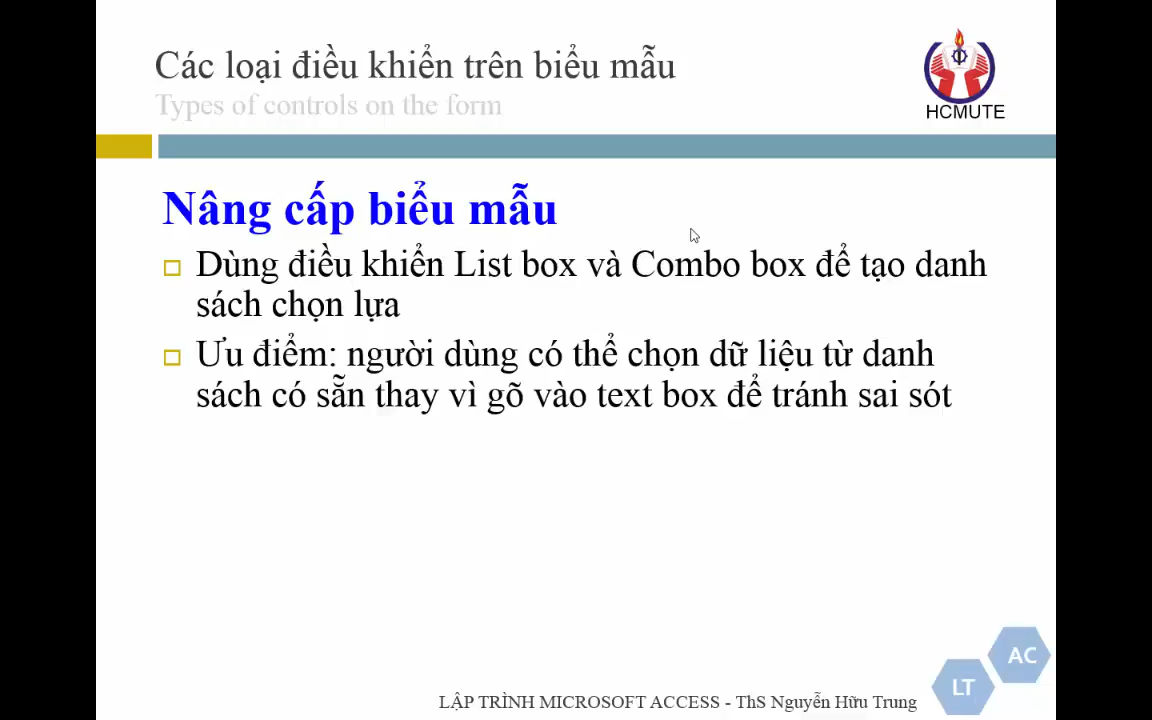 Các loại điều khiển trên biểu mẫu
Types of controls on the form
HCMUTE
Nâng cấp biểu mẫu
Dùng điều khiển List box và Combo box để tạo danh
sách chọn lựa
Ưu điểm: người dùng có thể chọn dữ liệu từ danh
sách có sẵn thay vì gõ vào text box để tránh sai sót
AC
LT
LẬP TRÌNH MICROSOFT ACCESS - ThS Nguyễn Hữu Trung